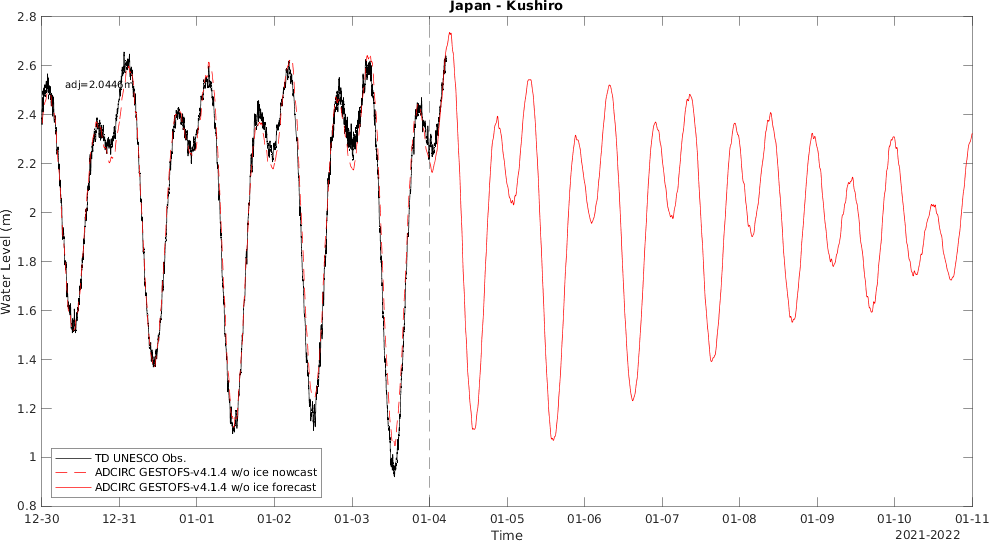 Japan - Kushiro
2.8
2.6
2.4
2.2
2
1.8
1.6
1.4
1.2
1
0.8
Water Level (m)
adj=2.0446m
TD UNESCO Obs.
ADCIRC GESTOFS-v4.1.4 w/o ice nowcast
ADCIRC GESTOFS-v4.1.4 w/o ice forecast
12-30 12-31 01-01 01-02 01-03 01-04 01-05 01-06 01-07 01-08 01-09 01-10 01-11
Time
2021-2022